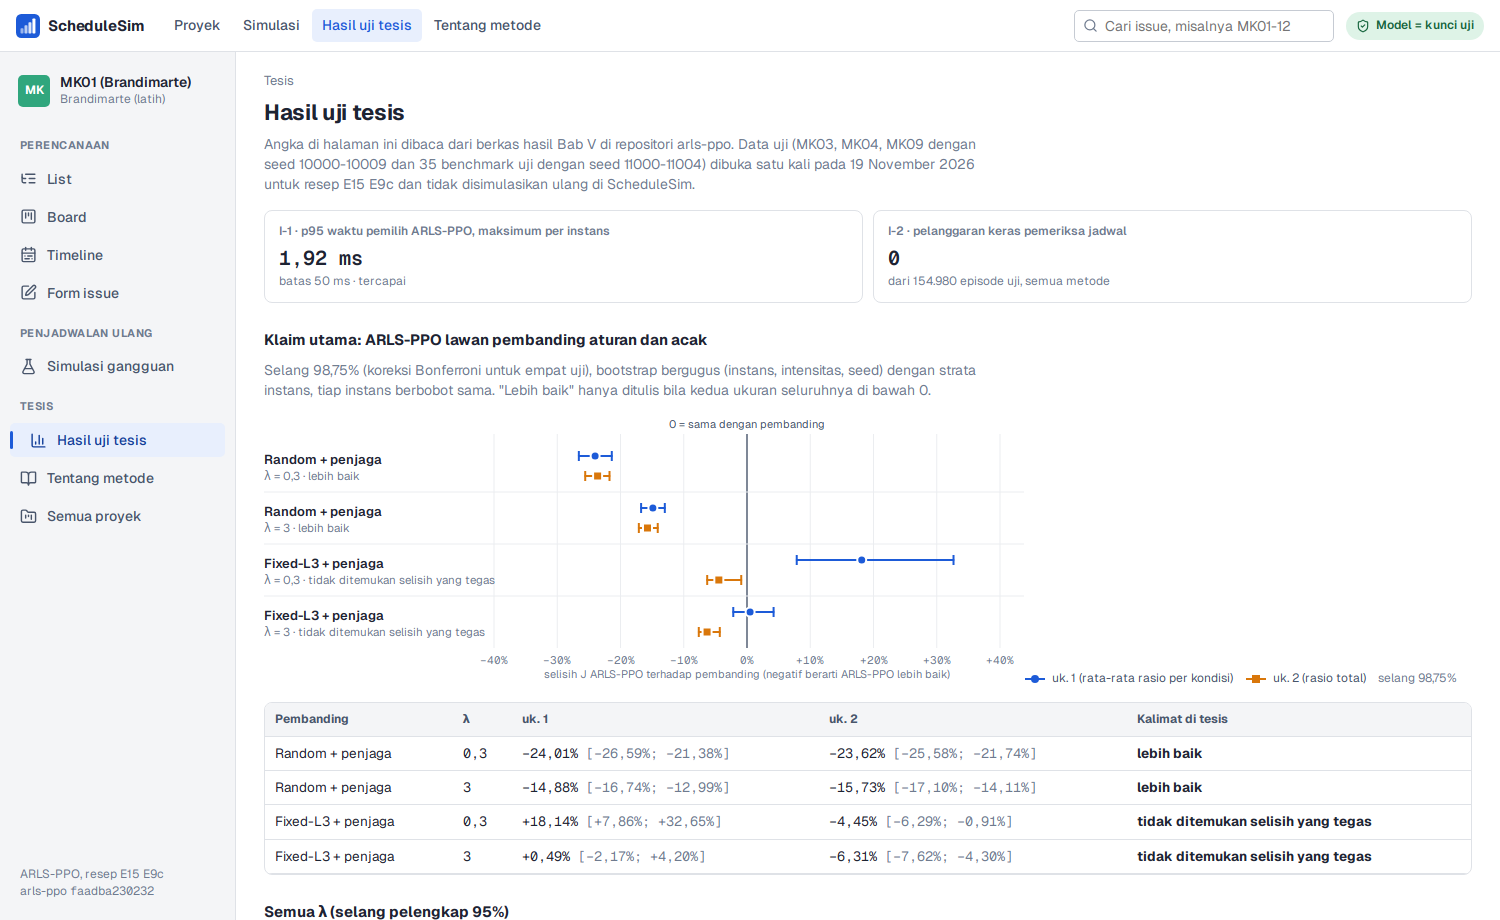 ScheduleSim
Proyek
Simulasi
Hasil uji tesis
Tentang metode
Cari issue, misalnya MK01-12
Model = kunci uji
MK
MK01 (Brandimarte)
Brandimarte (latih)
PERENCANAAN
List
Board
Timeline
Form issue
PENJADWALAN ULANG
Simulasi gangguan
TESIS
Hasil uji tesis
Tentang metode
Semua proyek
ARLS-PPO, resep E15 E9c
arls-ppo faadba230232
Tesis
Hasil uji tesis
Angka di halaman ini dibaca dari berkas hasil Bab V di repositori arls-ppo. Data uji (MK03, MK04, MK09 dengan
seed 10000-10009 dan 35 benchmark uji dengan seed 11000-11004) dibuka satu kali pada 19 November 2026
untuk resep E15 E9c dan tidak disimulasikan ulang di ScheduleSim.
I-1 · p95 waktu pemilih ARLS-PPO, maksimum per instans
1,92 ms
batas 50 ms · tercapai
I-2 · pelanggaran keras pemeriksa jadwal
0
dari 154.980 episode uji, semua metode
Klaim utama: ARLS-PPO lawan pembanding aturan dan acak
Selang 98,75% (koreksi Bonferroni untuk empat uji), bootstrap bergugus (instans, intensitas, seed) dengan strata
instans, tiap instans berbobot sama. "Lebih baik" hanya ditulis bila kedua ukuran seluruhnya di bawah 0.
0 = sama dengan pembanding
Random + penjaga
λ = 0,3 · lebih baik
Random + penjaga
λ = 3 · lebih baik
Fixed-L3 + penjaga
λ = 0,3 · tidak ditemukan selisih yang tegas
Fixed-L3 + penjaga
λ = 3 · tidak ditemukan selisih yang tegas
−40% −30% −20% −10% 0% +10% +20% +30% +40%
selisih J ARLS-PPO terhadap pembanding (negatif berarti ARLS-PPO lebih baik)
uk. 1 (rata-rata rasio per kondisi) uk. 2 (rasio total) selang 98,75%
Pembanding λ uk. 1 uk. 2 Kalimat di tesis
Random + penjaga 0,3 −24,01% [−26,59%; −21,38%] −23,62% [−25,58%; −21,74%] lebih baik
Random + penjaga 3 −14,88% [−16,74%; −12,99%] −15,73% [−17,10%; −14,11%] lebih baik
Fixed-L3 + penjaga 0,3 +18,14% [+7,86%; +32,65%] −4,45% [−6,29%; −0,91%] tidak ditemukan selisih yang tegas
Fixed-L3 + penjaga 3 +0,49% [−2,17%; +4,20%] −6,31% [−7,62%; −4,30%] tidak ditemukan selisih yang tegas
Semua λ (selang pelengkap 95%)